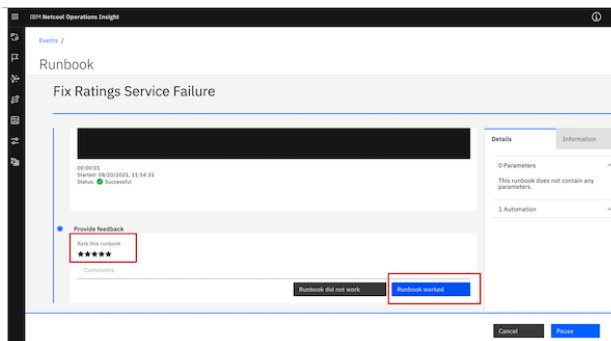 IBM Netcool Operations Insight
Events /
Runbook
Fix Ratings Service Failure
00:00:01
Started: 08/20/2021, 11:54:31
Status: Successful
Provide feedback
Rate this runbook
Comments
Runbook did not work
Runbook worked
Details
Information
0 Parameters
This runbook does not contain any
parameters.
1 Automation
Cancel
Pause